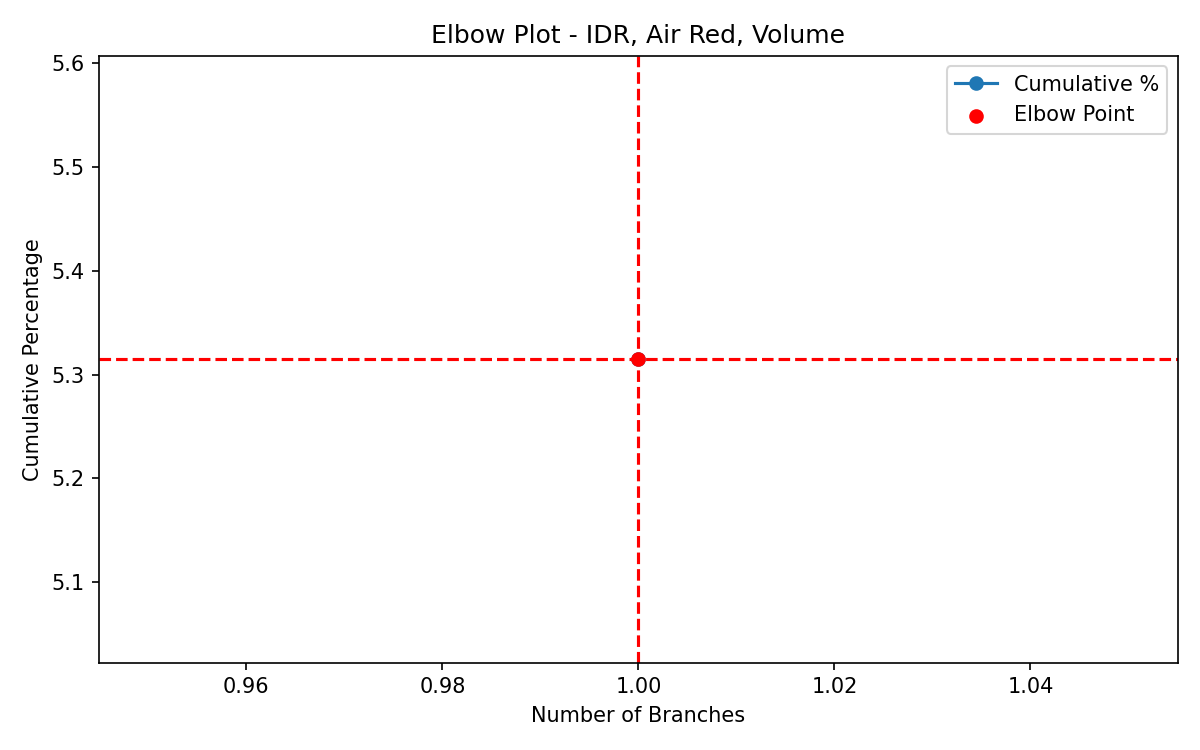 Elbow Plot - IDR, Air Red, Volume
Cumulative %
Elbow Point
Cumulative Percentage
5.6
5.5
5.4
5.3
5.2
5.1
0.96 0.98 1.00 1.02 1.04
Number of Branches